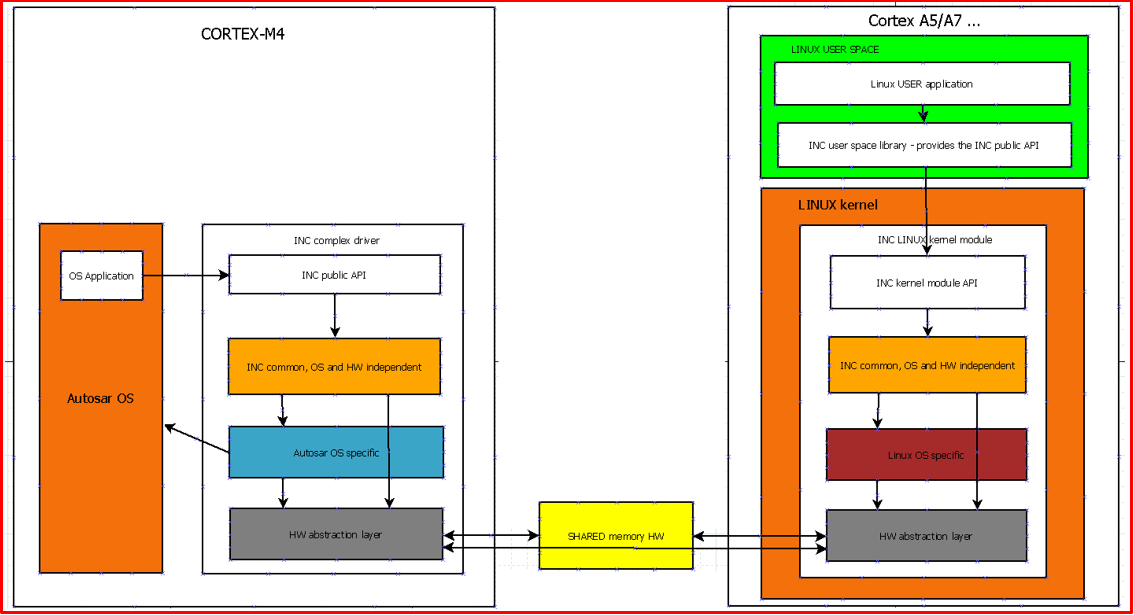 CORTEX-M4
OS Application
Autosar OS
INC complex driver
INC public API
INC common, OS and HW independent
Autosar OS specific
HW abstraction layer
SHARED memory HW
Cortex A5/A7 ...
LINUX USER SPACE
Linux USER application
INC user space library - provides the INC public API
LINUX kernel
INC LINUX kernel module
INC kernel module API
INC common, OS and HW independent
Linux OS specific
HW abstraction layer